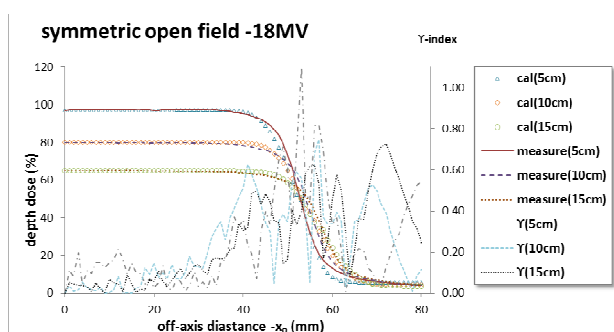 symmetric open field -18MV
ϒ-index
120
100
80
60
40
20
0
depth dose (%)
0 20 40 60 80
off-axis diastance -x₀ (mm)
1.00
0.80
0.60
0.40
0.20
0.00
cal(5cm)
cal(10cm)
cal(15cm)
measure(5cm)
measure(10cm)
measure(15cm)
ϒ(5cm)
ϒ(10cm)
ϒ(15cm)